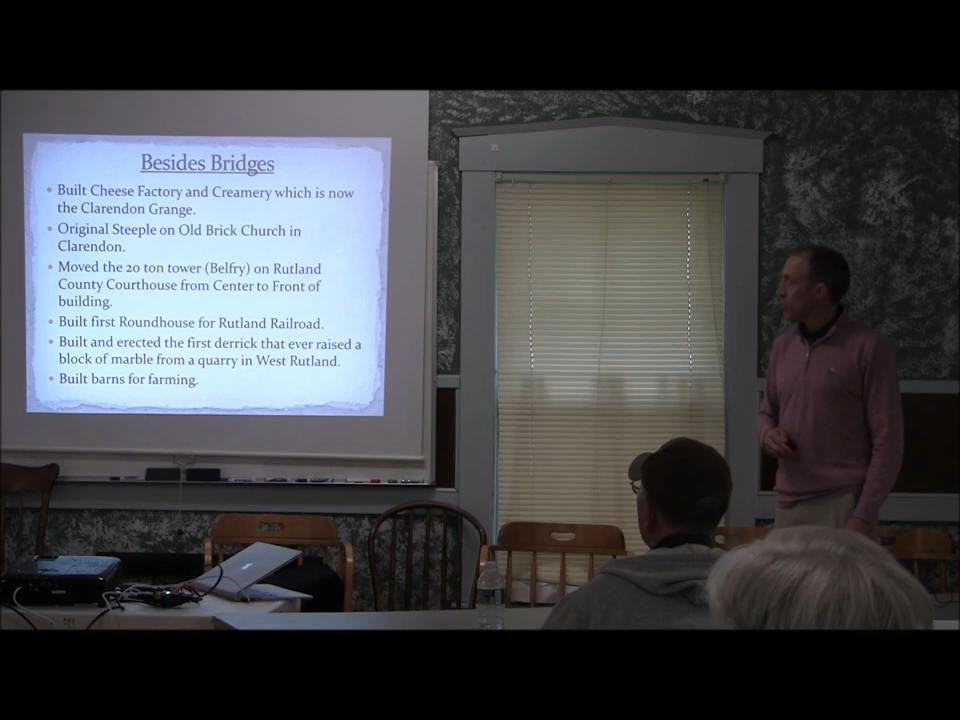 Besides Bridges
Built Cheese Factory and Creamery which is now
the Clarendon Grange.
Original Steeple on Old Brick Church in
Clarendon.
Moved the 20 ton tower (Belfry) on Rutland
County Courthouse from Center to Front of
building.
Built first Roundhouse for Rutland Railroad.
Built and erected the first derrick that ever raised a
block of marble from a quarry in West Rutland.
Built barns for farming.